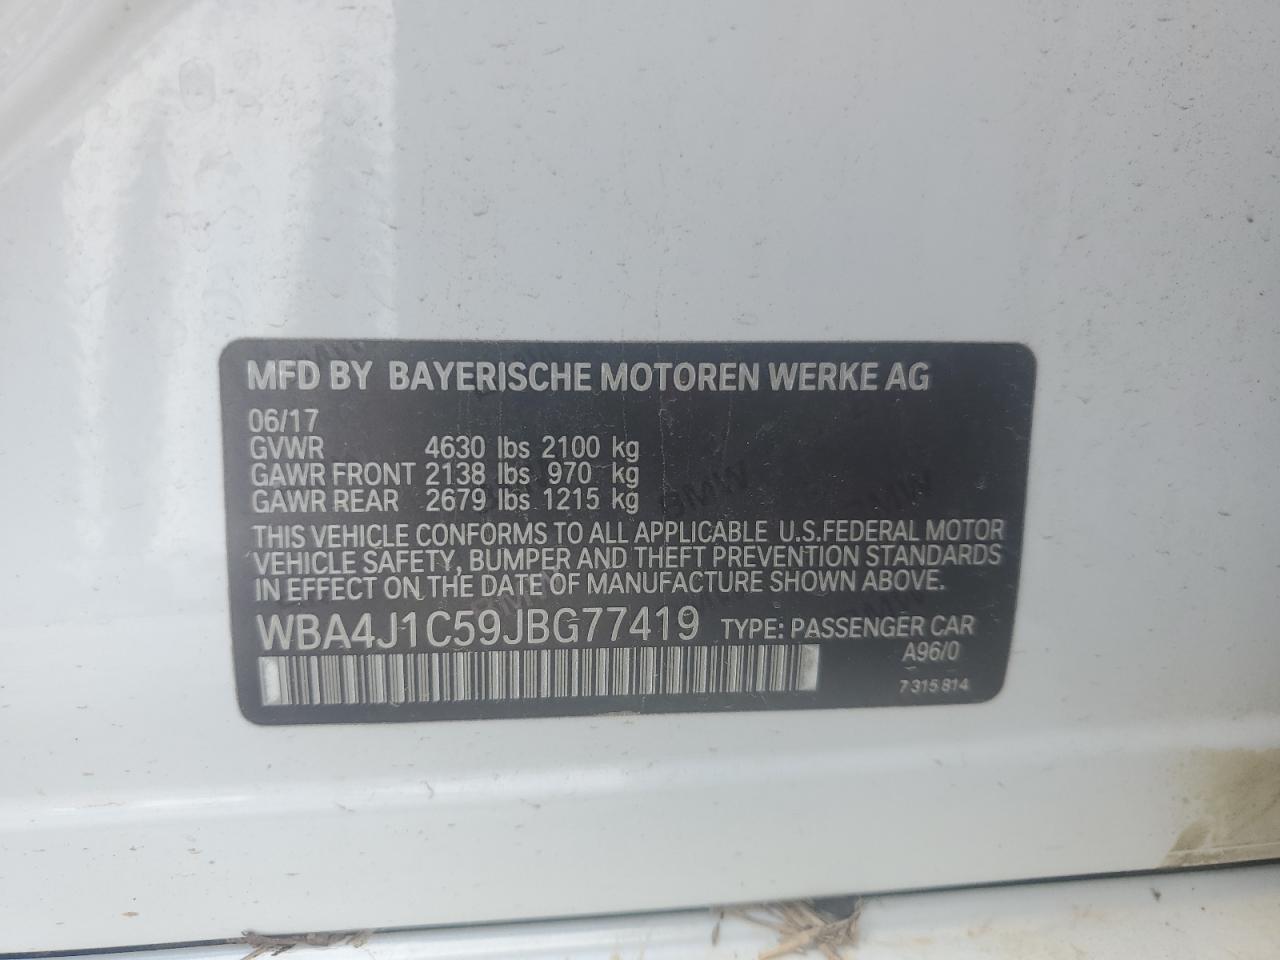 MFD BY BAYERISCHE MOTOREN WERKE AG
06/17
GVWR 4630 lbs 2100 kg
GAWR FRONT 2138 lbs 970 kg
GAWR REAR 2679 lbs 1215 kg
THIS VEHICLE CONFORMS TO ALL APPLICABLE U.S.FEDERAL MOTOR
VEHICLE SAFETY, BUMPER AND THEFT PREVENTION STANDARDS
IN EFFECT ON THE DATE OF MANUFACTURE SHOWN ABOVE.
WBA4J1C59JBG77419 TYPE: PASSENGER CAR
A96/0
7 315 814